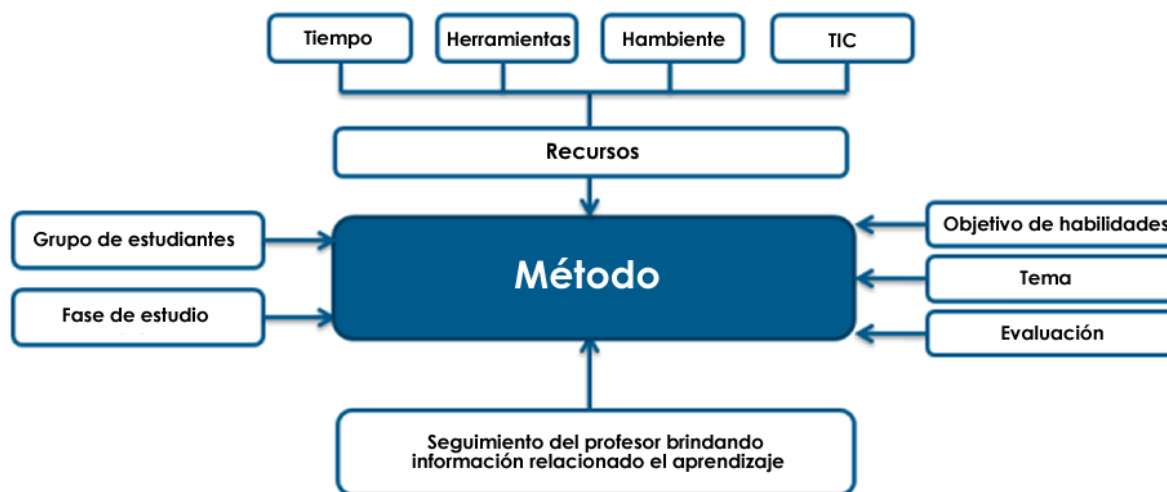 Tiempo
Herramientas
Hambiente
TIC
Recursos
Grupo de estudiantes
Fase de estudio
Método
Objetivo de habilidades
Tema
Evaluación
Seguimiento del profesor brindando
información relacionado el aprendizaje